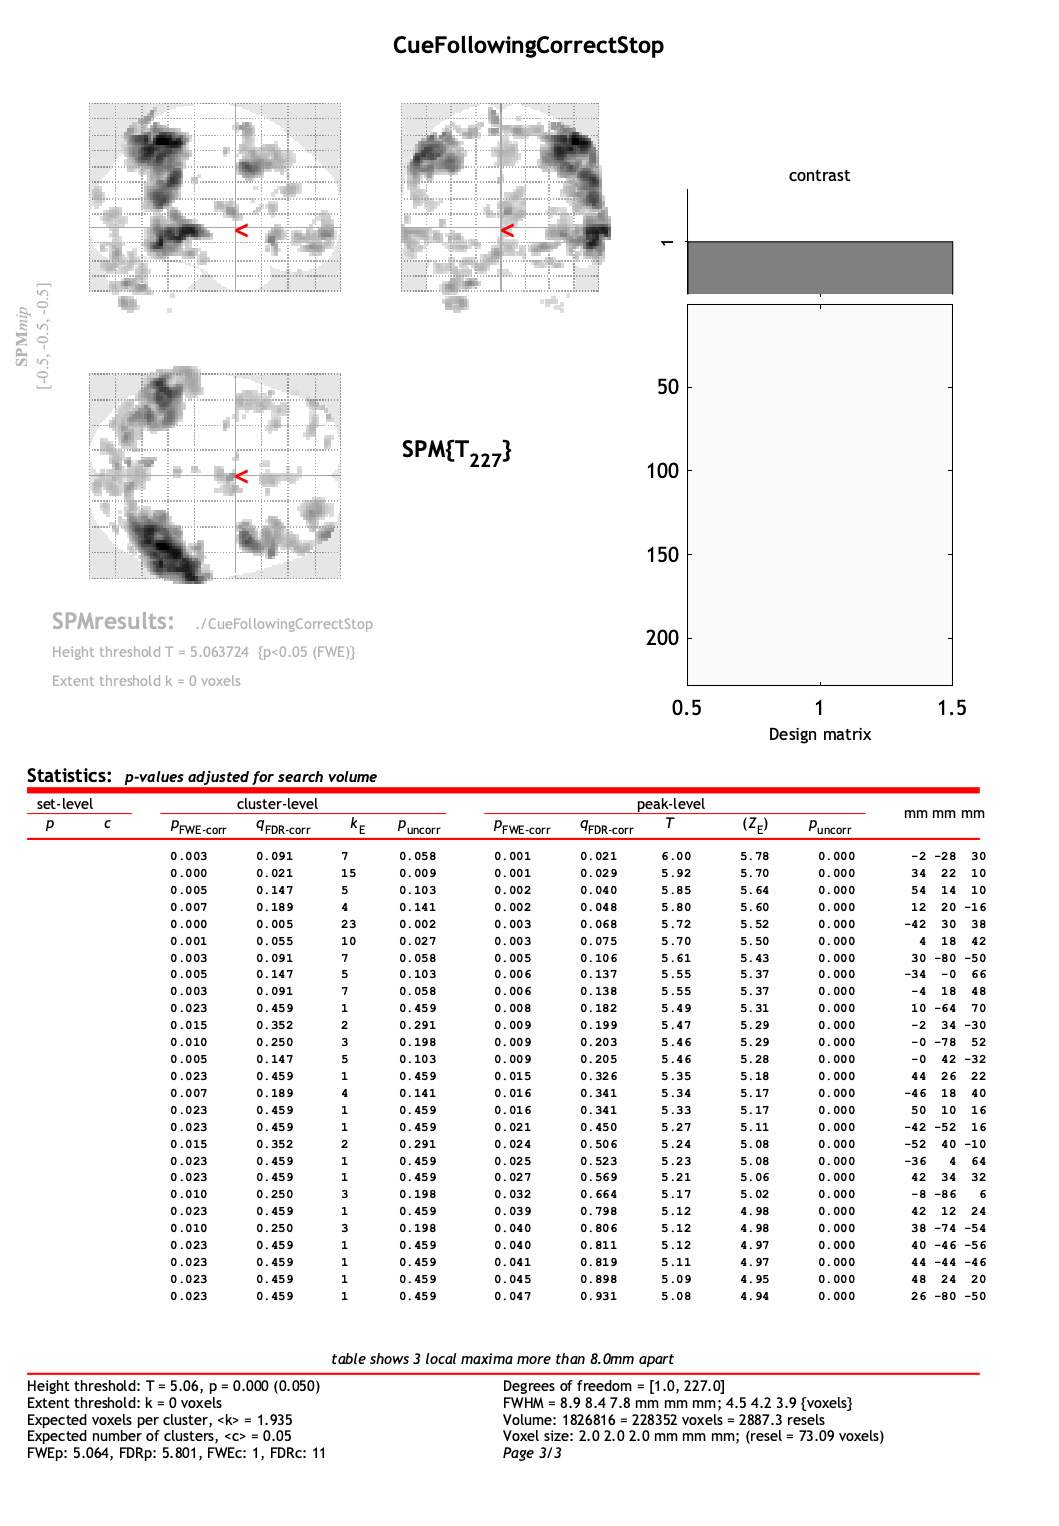 CueFollowingCorrectStop
contrast
1
<
<
SPMmip
[-0.5, -0.5, -0.5]
<
SPM{T227}
50
100
150
200
0.5 1 1.5
Design matrix
SPMresults: ./CueFollowingCorrectStop
Height threshold T = 5.063724 {p<0.05 (FWE)}
Extent threshold k = 0 voxels
Statistics: p-values adjusted for search volume
set-level cluster-level peak-level mm mm mm
p c pFWE-corr qFDR-corr kE puncorr pFWE-corr qFDR-corr T (ZE) puncorr
0.003 0.091 7 0.058 0.001 0.021 6.00 5.78 0.000 -2 -28 30
0.000 0.021 15 0.009 0.001 0.029 5.92 5.70 0.000 34 22 10
0.005 0.147 5 0.103 0.002 0.040 5.85 5.64 0.000 54 14 10
0.007 0.189 4 0.141 0.002 0.048 5.80 5.60 0.000 12 20 -16
0.000 0.005 23 0.002 0.003 0.068 5.72 5.52 0.000 -42 30 38
0.001 0.055 10 0.027 0.003 0.075 5.70 5.50 0.000 4 18 42
0.003 0.091 7 0.058 0.005 0.106 5.61 5.43 0.000 30 -80 -50
0.005 0.147 5 0.103 0.006 0.137 5.55 5.37 0.000 -34 -0 66
0.003 0.091 7 0.058 0.006 0.138 5.55 5.37 0.000 -4 18 48
0.023 0.459 1 0.459 0.008 0.182 5.49 5.31 0.000 10 -64 70
0.015 0.352 2 0.291 0.009 0.199 5.47 5.29 0.000 -2 34 -30
0.010 0.250 3 0.198 0.009 0.203 5.46 5.29 0.000 -0 -78 52
0.005 0.147 5 0.103 0.009 0.205 5.46 5.28 0.000 -0 42 -32
0.023 0.459 1 0.459 0.015 0.326 5.35 5.18 0.000 44 26 22
0.007 0.189 4 0.141 0.016 0.341 5.34 5.17 0.000 -46 18 40
0.023 0.459 1 0.459 0.016 0.341 5.33 5.17 0.000 50 10 16
0.023 0.459 1 0.459 0.021 0.450 5.27 5.11 0.000 -42 -52 16
0.015 0.352 2 0.291 0.024 0.506 5.24 5.08 0.000 -52 40 -10
0.023 0.459 1 0.459 0.025 0.523 5.23 5.08 0.000 -36 4 64
0.023 0.459 1 0.459 0.027 0.569 5.21 5.06 0.000 42 34 32
0.010 0.250 3 0.198 0.032 0.664 5.17 5.02 0.000 -8 -86 6
0.023 0.459 1 0.459 0.039 0.798 5.12 4.98 0.000 42 12 24
0.010 0.250 3 0.198 0.040 0.806 5.12 4.98 0.000 38 -74 -54
0.023 0.459 1 0.459 0.040 0.811 5.12 4.97 0.000 40 -46 -56
0.023 0.459 1 0.459 0.041 0.819 5.11 4.97 0.000 44 -44 -46
0.023 0.459 1 0.459 0.045 0.898 5.09 4.95 0.000 48 24 20
0.023 0.459 1 0.459 0.047 0.931 5.08 4.94 0.000 26 -80 -50
table shows 3 local maxima more than 8.0mm apart
Height threshold: T = 5.06, p = 0.000 (0.050)
Extent threshold: k = 0 voxels
Expected voxels per cluster, <k> = 1.935
Expected number of clusters, <c> = 0.05
FWEp: 5.064, FDRp: 5.801, FWEc: 1, FDRc: 11
Degrees of freedom = [1.0, 227.0]
FWHM = 8.9 8.4 7.8 mm mm mm; 4.5 4.2 3.9 {voxels}
Volume: 1826816 = 228352 voxels = 2887.3 resels
Voxel size: 2.0 2.0 2.0 mm mm mm; (resel = 73.09 voxels)
Page 3/3